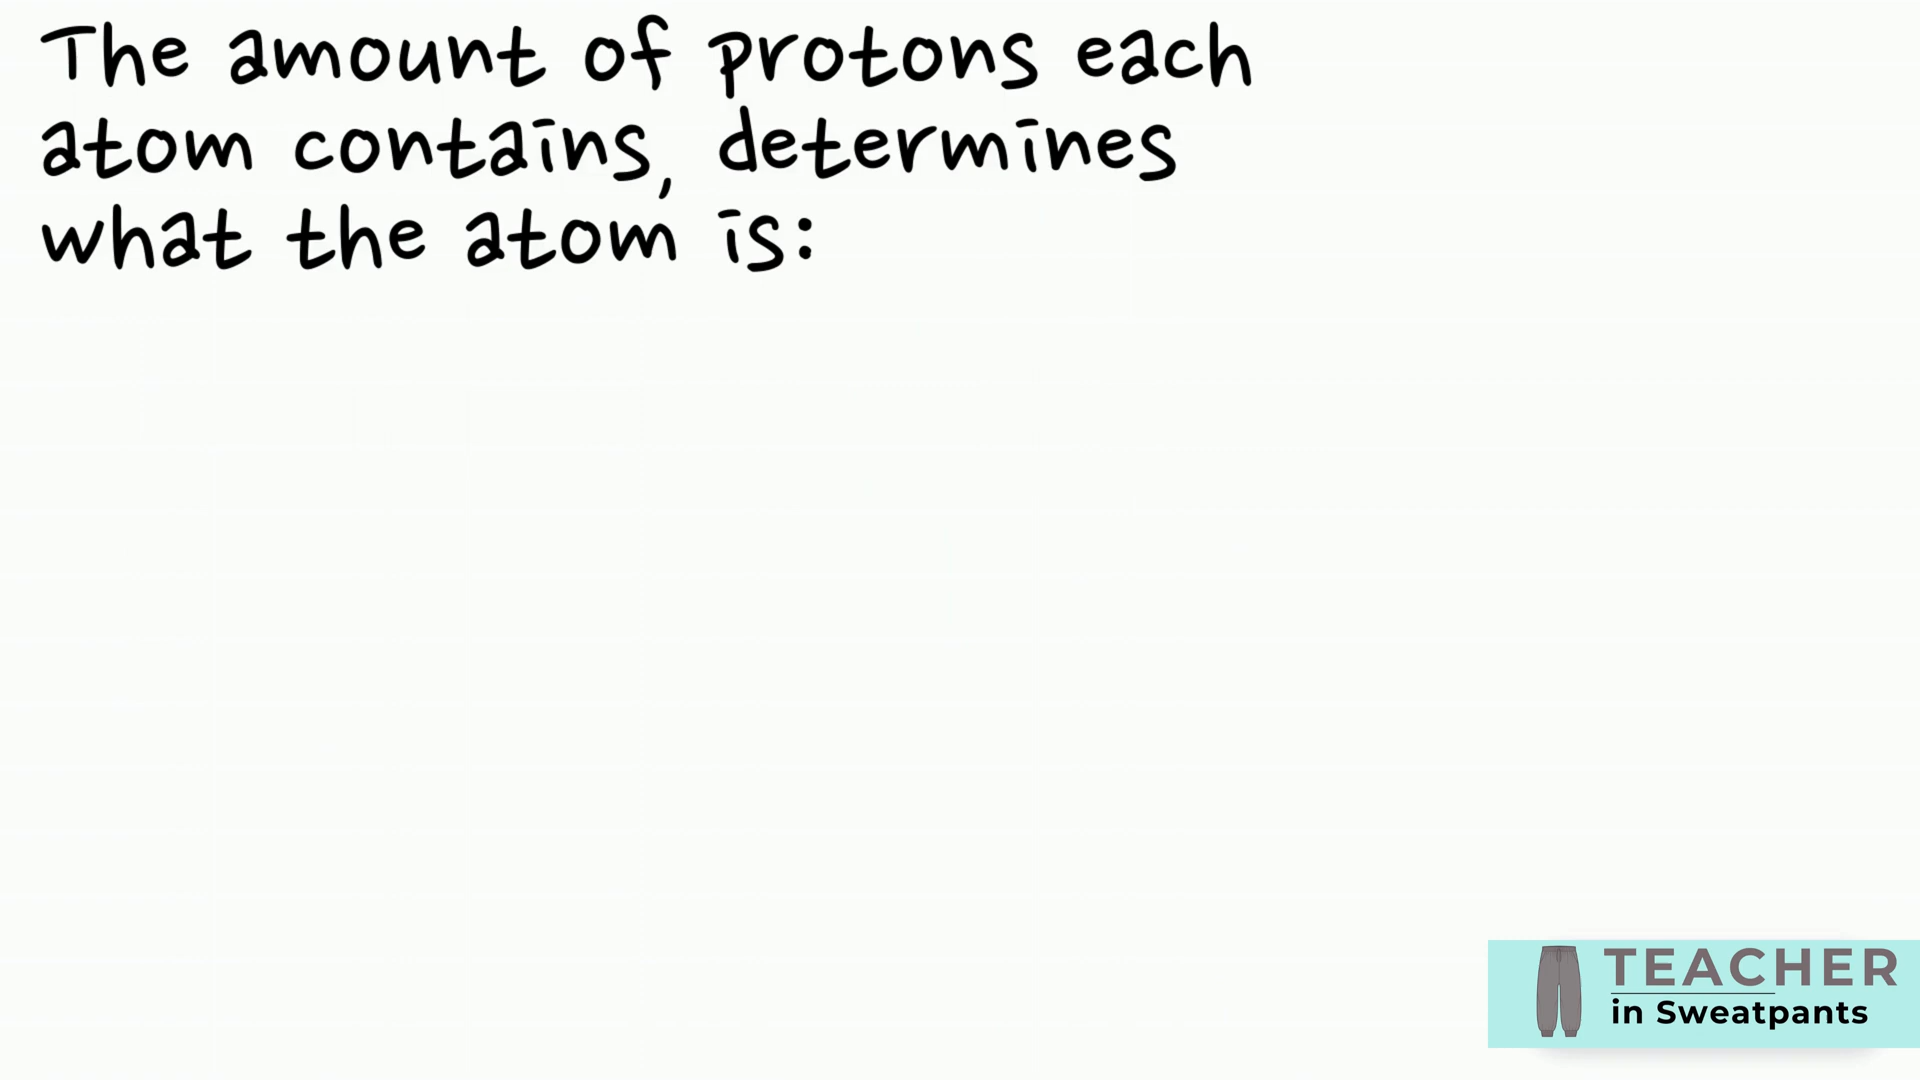 The amount of protons each
atom contains, determines
what the atom is:
TEACHER
in Sweatpants